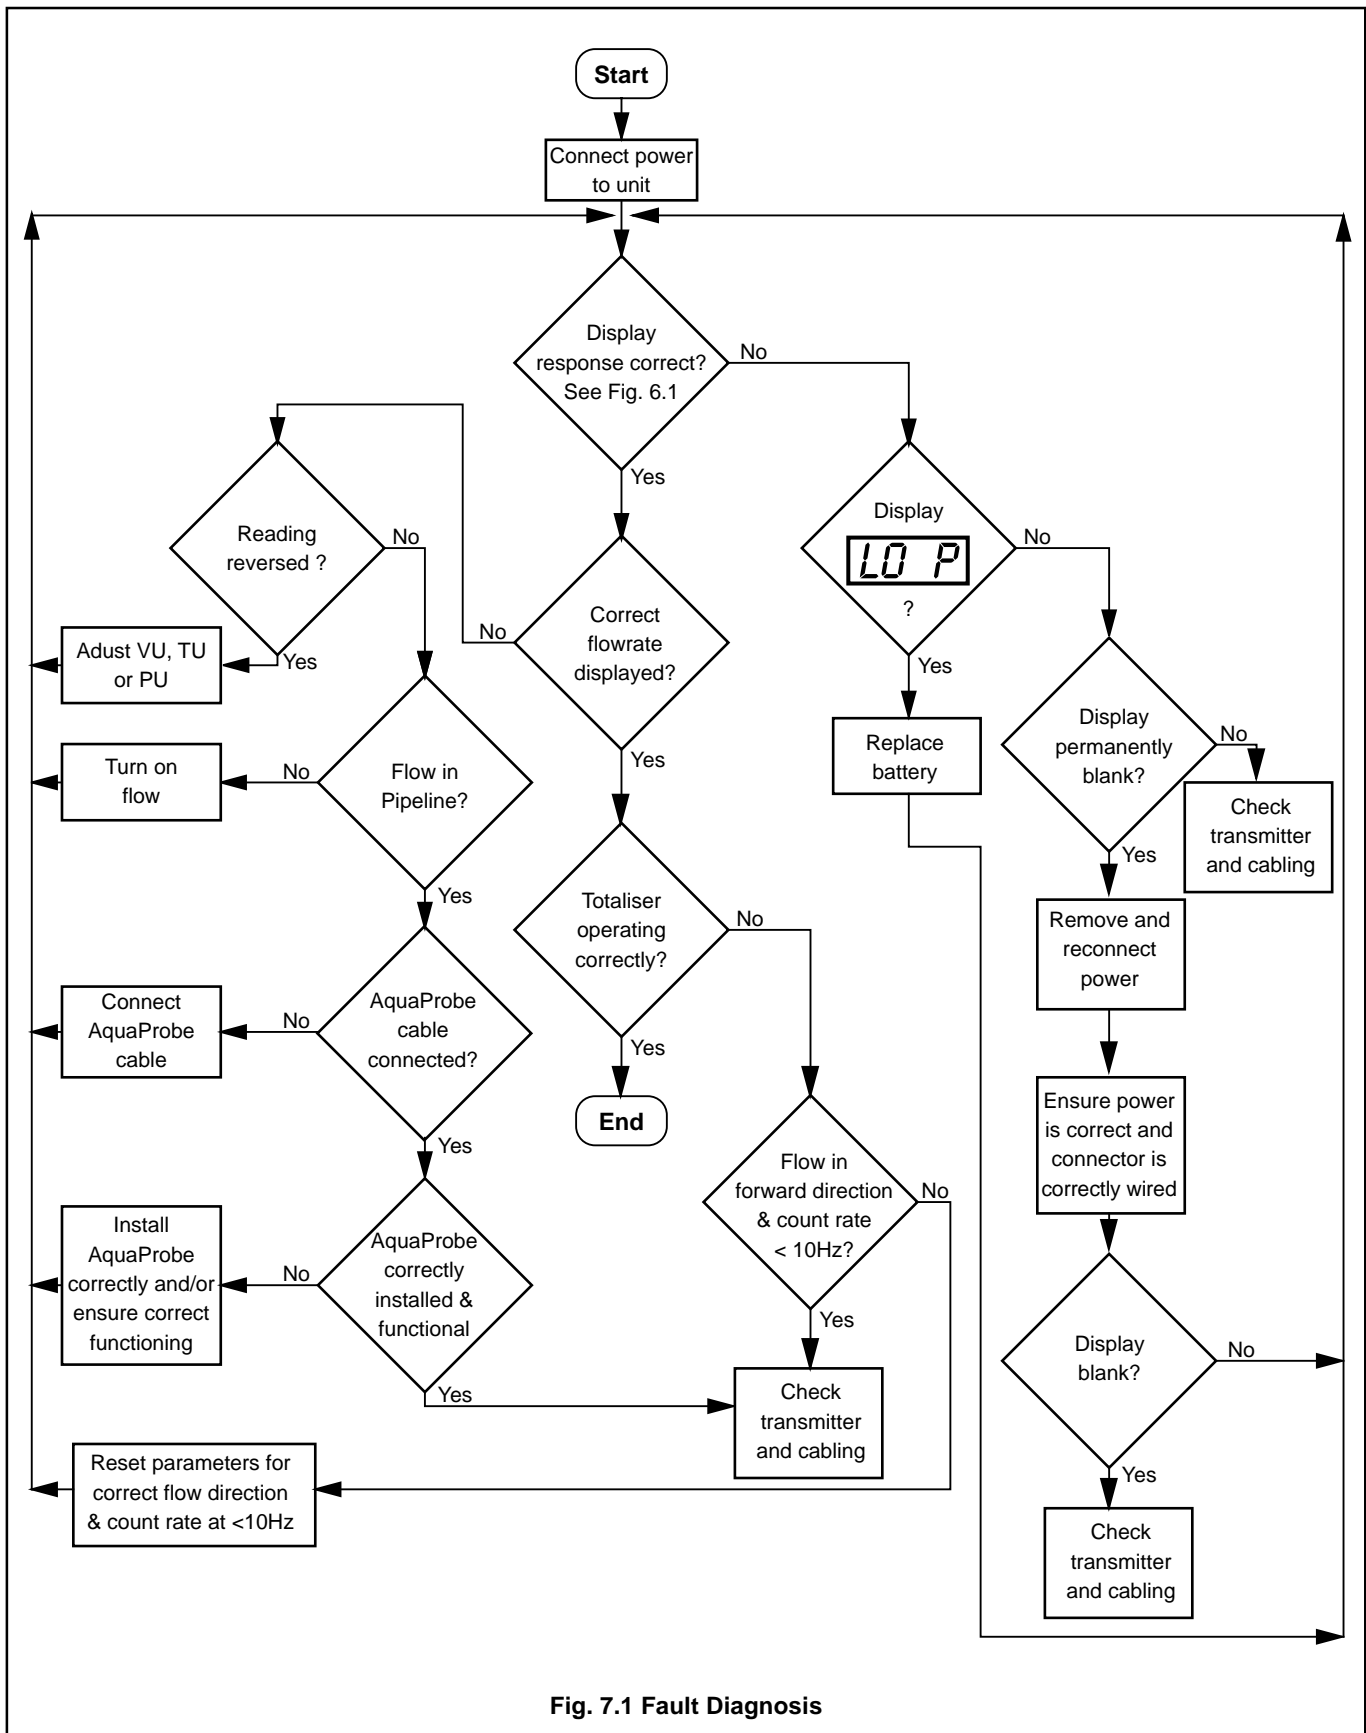 Start
Connect power
to unit
Display
response correct?
See Fig. 6.1
No
Yes
Reading
reversed ?
No
Yes
Adust VU, TU
or PU
Correct
flowrate
displayed?
No
Yes
Display
LO P
?
No
Yes
Turn on
flow
No
Flow in
Pipeline?
Yes
Replace
battery
Display
permanently
blank?
No
Yes
Check
transmitter
and cabling
Totaliser
operating
correctly?
No
Yes
End
Remove and
reconnect
power
Connect
AquaProbe
cable
No
AquaProbe
cable
connected?
Yes
Ensure power
is correct and
connector is
correctly wired
Flow in
forward direction
& count rate
< 10Hz?
No
Yes
Install
AquaProbe
correctly and/or
ensure correct
functioning
No
AquaProbe
correctly
installed &
functional
Yes
Display
blank?
No
Yes
Check
transmitter
and cabling
Reset parameters for
correct flow direction
& count rate at <10Hz
Check
transmitter
and cabling
Fig. 7.1 Fault Diagnosis